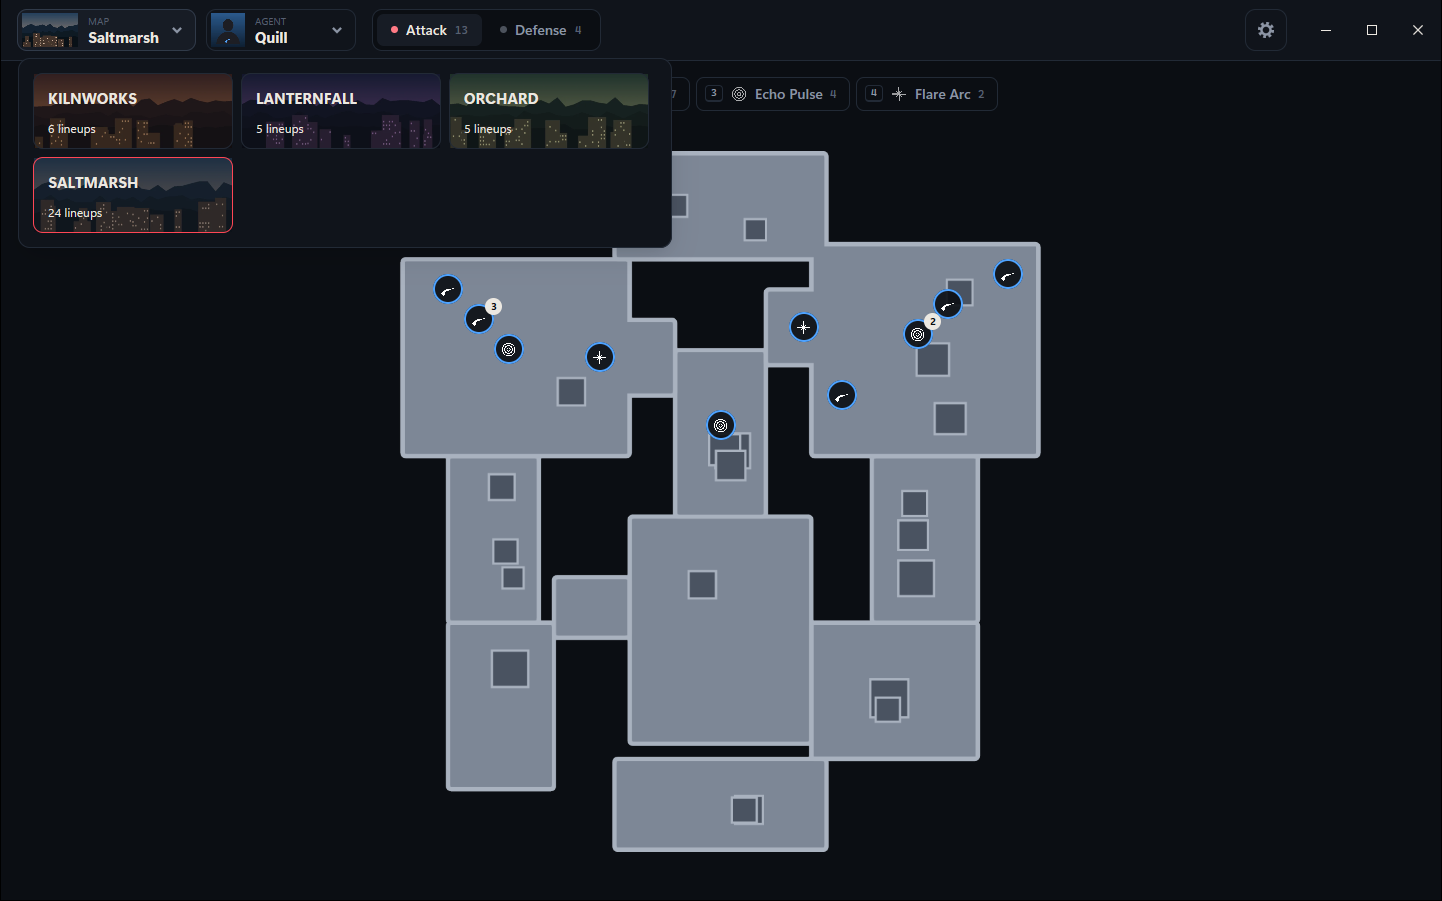 MAP
Saltmarsh
AGENT
Quill
Attack 13
Defense 4
KILNWORKS
6 lineups
LANTERNFALL
5 lineups
ORCHARD
5 lineups
SALTMARSH
24 lineups
7
3 Echo Pulse 4
4 Flare Arc 2
3
2